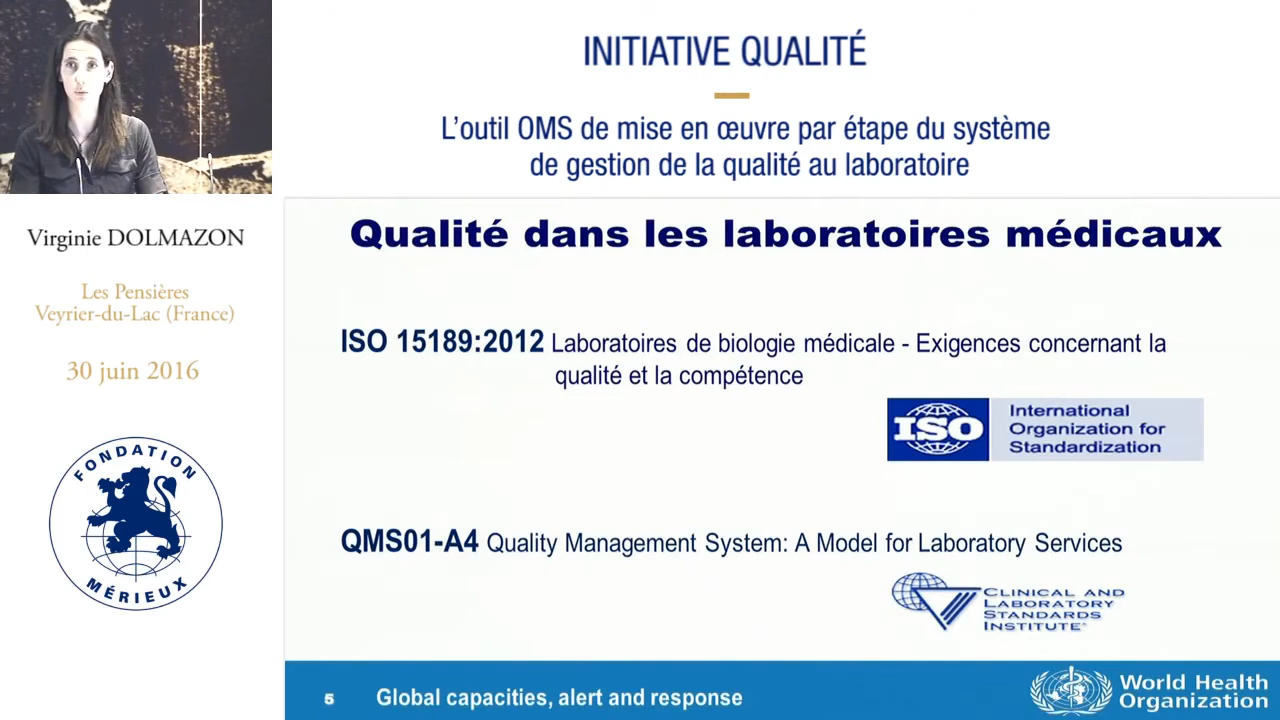 INITIATIVE QUALITÉ
L'outil OMS de mise en œuvre par étape du système
de gestion de la qualité au laboratoire
Virginie DOLMAZON
Les Pensières
Veyrier-du-Lac (France)
30 juin 2016
FONDATION
MÉRIEUX
Qualité dans les laboratoires médicaux
ISO 15189:2012 Laboratoires de biologie médicale - Exigences concernant la
qualité et la compétence
ISO
International
Organization for
Standardization
QMS01-A4 Quality Management System: A Model for Laboratory Services
CLINICAL AND
LABORATORY
STANDARDS
INSTITUTE®
5 Global capacities, alert and response
World Health
Organization